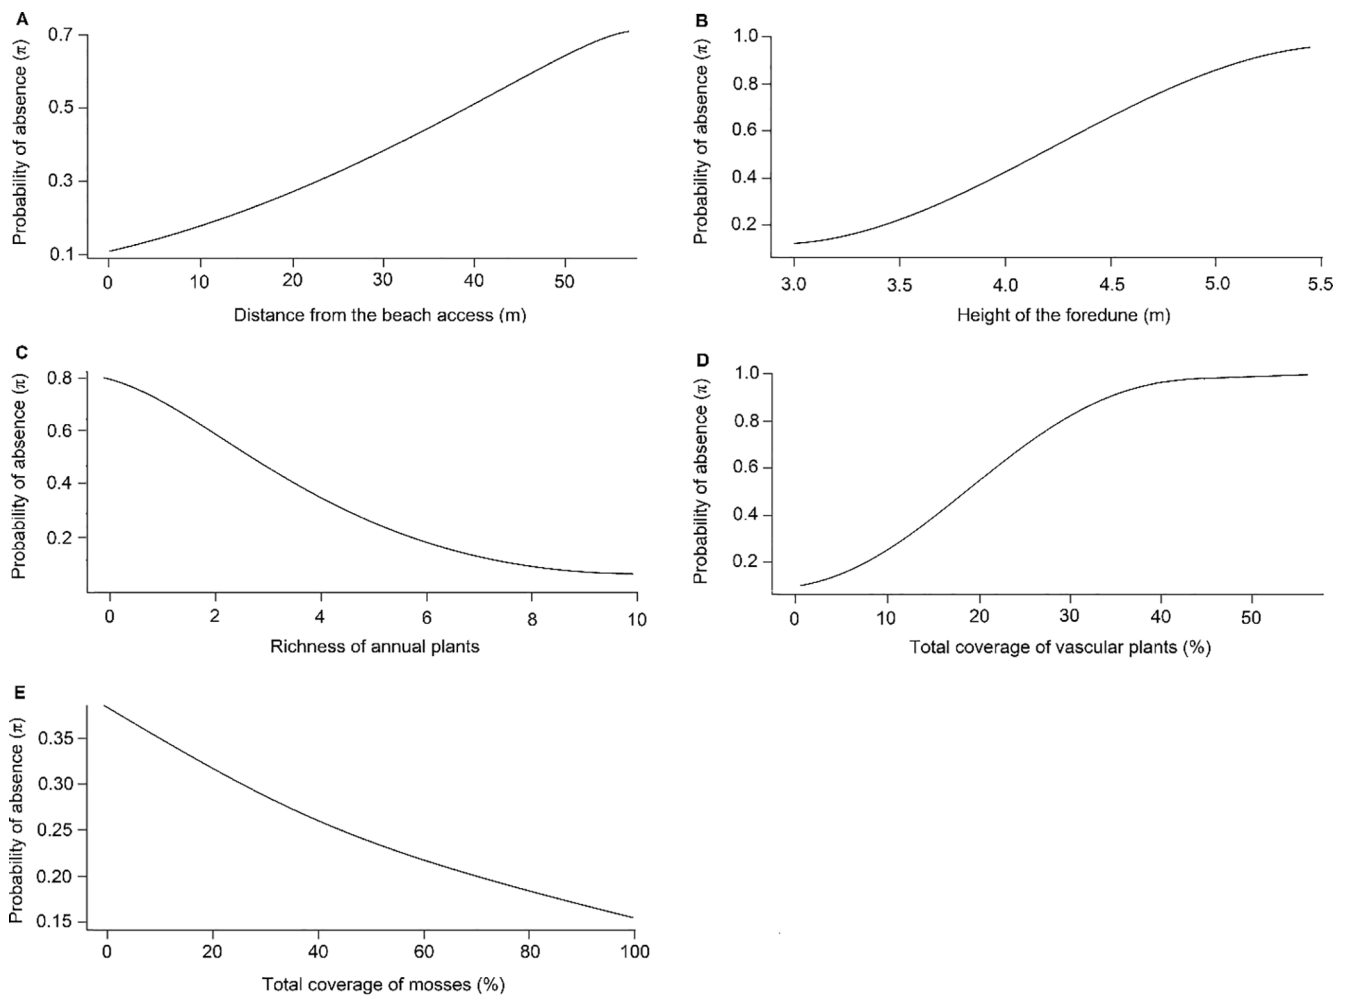 A
Probability of absence (π)
0.7
0.5
0.3
0.1
0 10 20 30 40 50
Distance from the beach access (m)
B
Probability of absence (π)
1.0
0.8
0.6
0.4
0.2
3.0 3.5 4.0 4.5 5.0 5.5
Height of the foredune (m)
C
Probability of absence (π)
0.8
0.6
0.4
0.2
0 2 4 6 8 10
Richness of annual plants
D
Probability of absence (π)
1.0
0.8
0.6
0.4
0.2
0 10 20 30 40 50
Total coverage of vascular plants (%)
E
Probability of absence (π)
0.35
0.30
0.25
0.20
0.15
0 20 40 60 80 100
Total coverage of mosses (%)